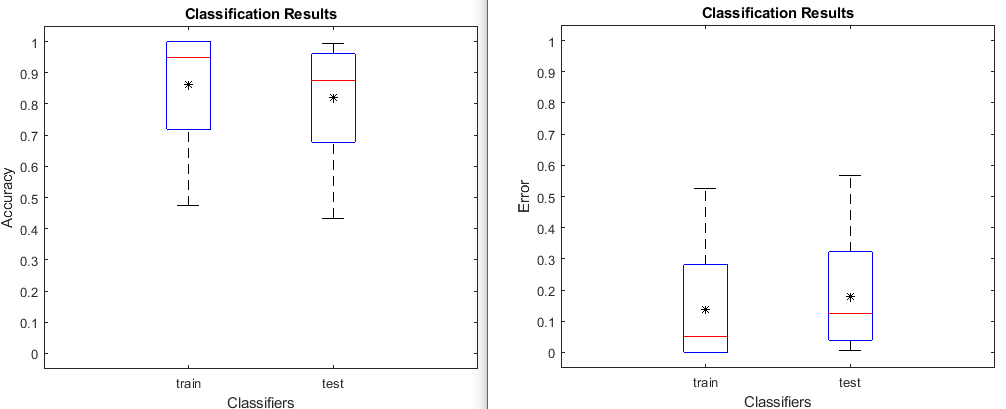 Classification Results
Accuracy
1
0.9
0.8
0.7
0.6
0.5
0.4
0.3
0.2
0.1
0
train test
Classifiers
Classification Results
Error
1
0.9
0.8
0.7
0.6
0.5
0.4
0.3
0.2
0.1
0
train test
Classifiers